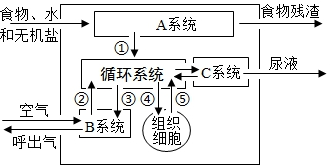 食物、水
和无机盐
A系统
食物残渣
①
循环系统
C系统
尿液
② ③ ④ ⑤
空气
呼出气
B系统
组织
细胞